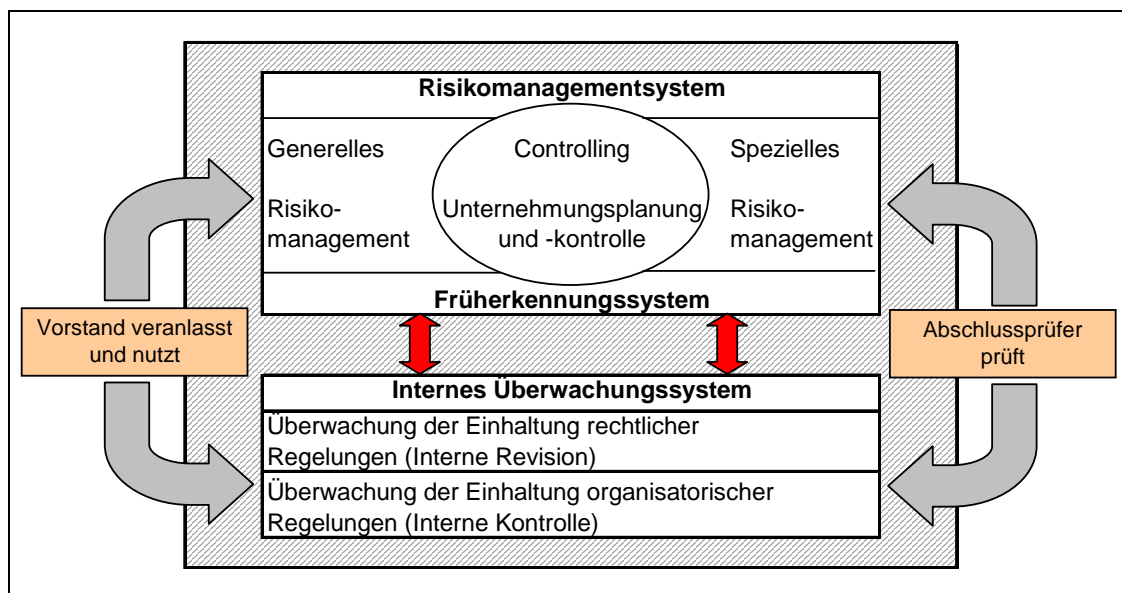 Risikomanagementsystem
Generelles
Risiko-
management
Controlling
Unternehmungsplanung
und -kontrolle
Spezielles
Risiko-
management
Früherkennungssystem
Vorstand veranlasst
und nutzt
Abschlussprüfer
prüft
Internes Überwachungssystem
Überwachung der Einhaltung rechtlicher
Regelungen (Interne Revision)
Überwachung der Einhaltung organisatorischer
Regelungen (Interne Kontrolle)